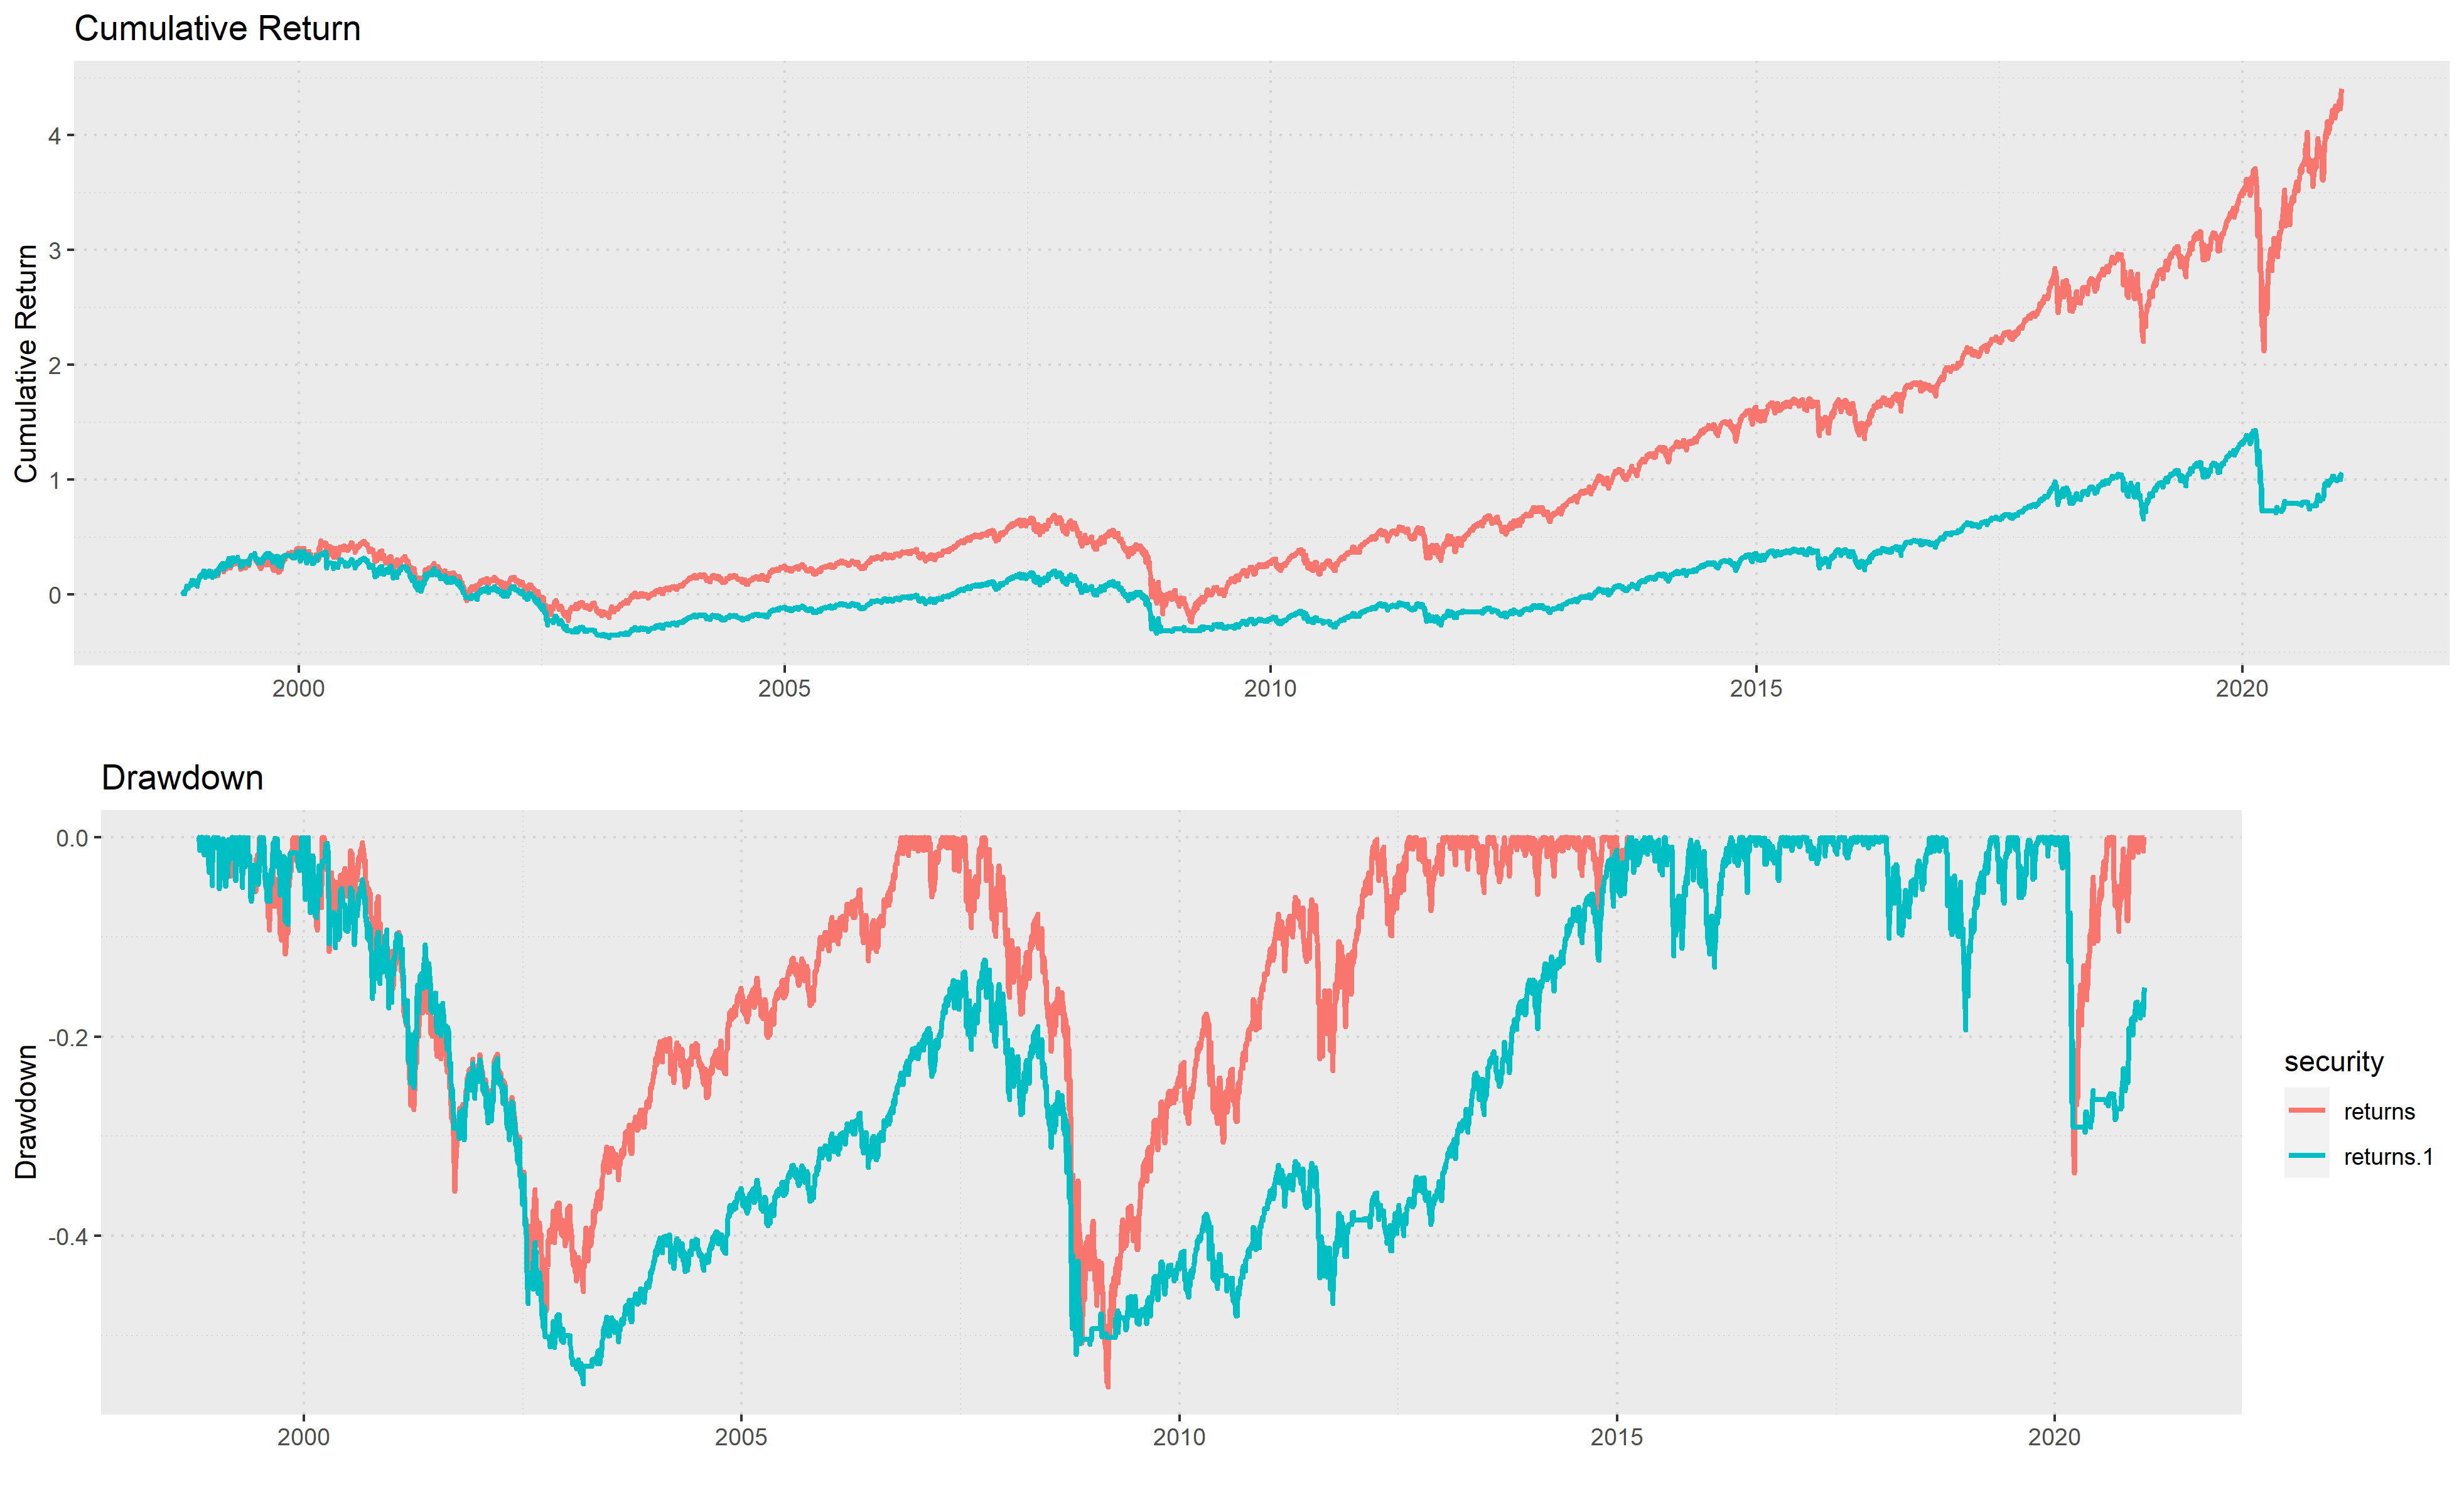 Cumulative Return
Cumulative Return
4
3
2
1
0
2000 2005 2010 2015 2020
Drawdown
Drawdown
0.0
-0.2
-0.4
2000 2005 2010 2015 2020
security
returns
returns.1